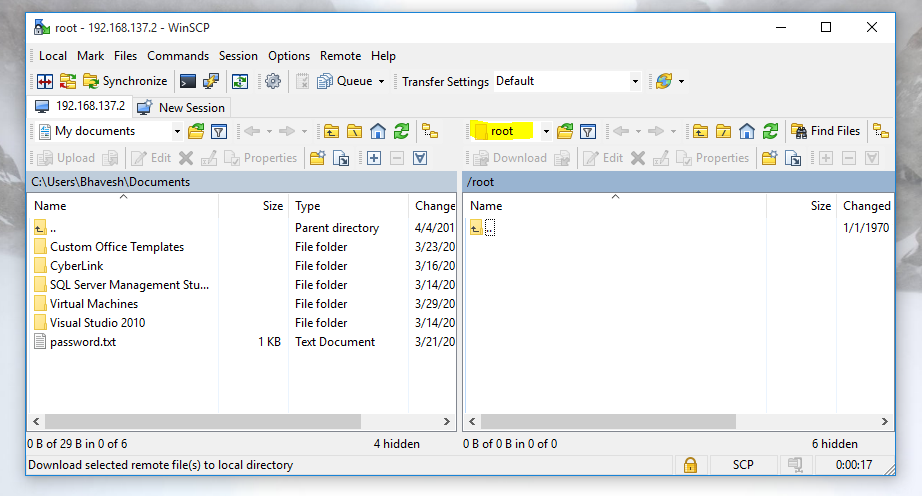 root - 192.168.137.2 - WinSCP
Local Mark Files Commands Session Options Remote Help
Synchronize Queue Transfer Settings Default
192.168.137.2 New Session
My documents root Find Files
Upload Edit Properties Download Edit Properties
C:\Users\Bhavesh\Documents /root
Name Size Type Change Name Size Changed
.. Parent directory 4/4/201 .. 1/1/1970
Custom Office Templates File folder 3/23/20
CyberLink File folder 3/16/20
SQL Server Management Stu... File folder 3/14/20
Virtual Machines File folder 3/29/20
Visual Studio 2010 File folder 3/14/20
password.txt 1 KB Text Document 3/21/20
0 B of 29 B in 0 of 6 4 hidden 0 B of 0 B in 0 of 0 6 hidden
Download selected remote file(s) to local directory SCP 0:00:17